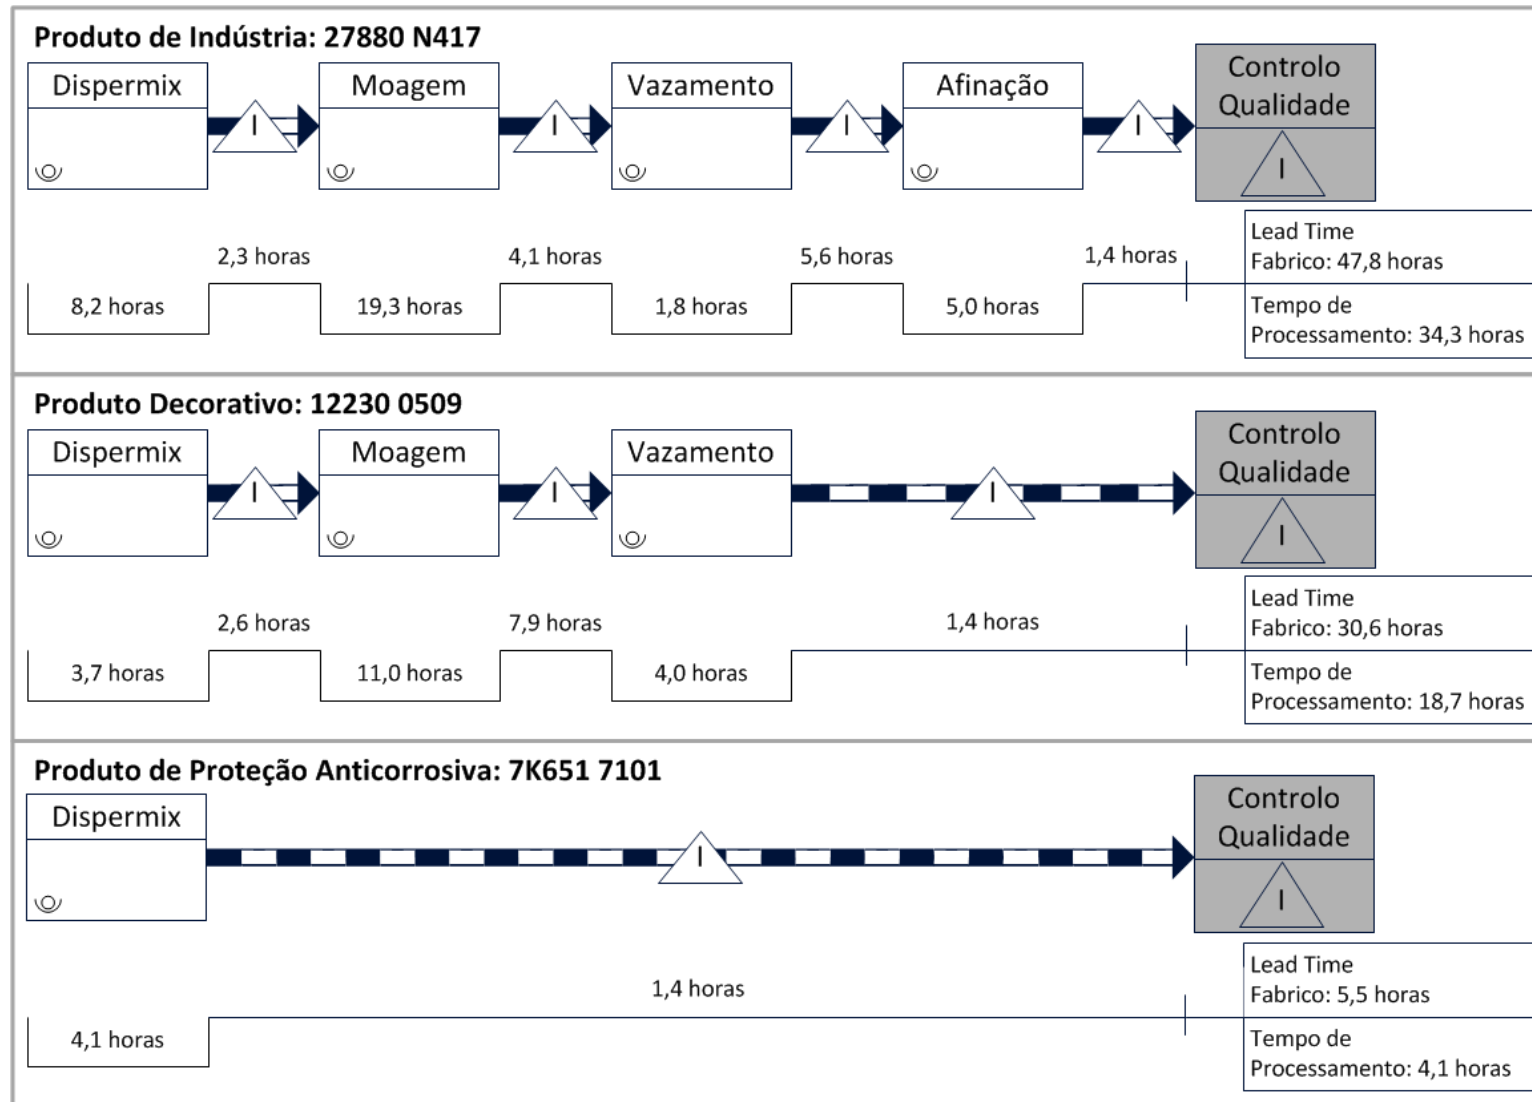 Produto de Indústria: 27880 N417
Dispermix
Moagem
Vazamento
Afinação
Controlo
Qualidade
I
I
I
I
I
2,3 horas
4,1 horas
5,6 horas
1,4 horas
8,2 horas
19,3 horas
1,8 horas
5,0 horas
Lead Time
Fabrico: 47,8 horas
Tempo de
Processamento: 34,3 horas
Produto Decorativo: 12230 0509
Dispermix
Moagem
Vazamento
Controlo
Qualidade
I
I
I
I
2,6 horas
7,9 horas
1,4 horas
3,7 horas
11,0 horas
4,0 horas
Lead Time
Fabrico: 30,6 horas
Tempo de
Processamento: 18,7 horas
Produto de Proteção Anticorrosiva: 7K651 7101
Dispermix
Controlo
Qualidade
I
I
1,4 horas
4,1 horas
Lead Time
Fabrico: 5,5 horas
Tempo de
Processamento: 4,1 horas